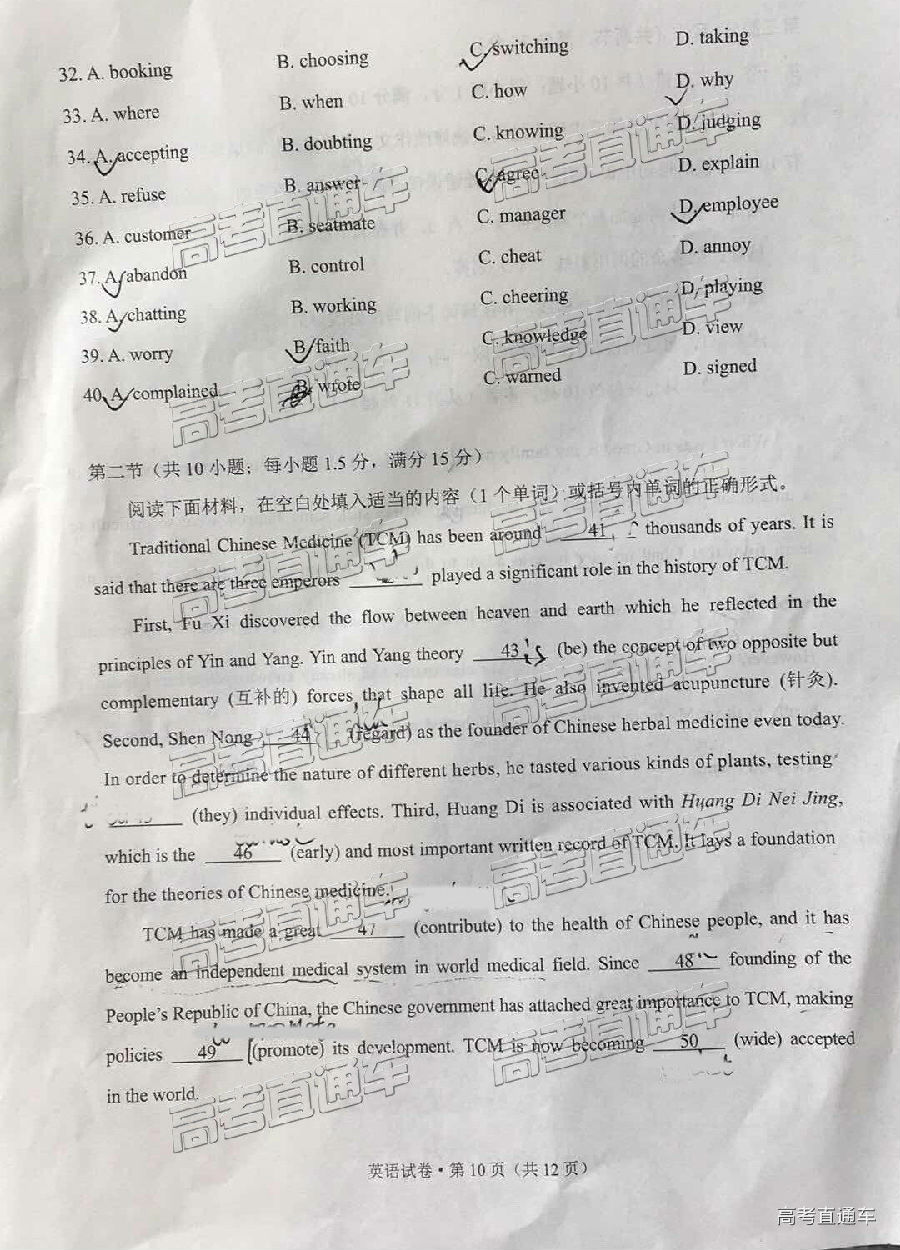 32. A. booking B. choosing C. switching D. taking
33. A. where B. when C. how D. why
34. A. accepting B. doubting C. knowing D. judging
35. A. refuse B. answer C. agree D. explain
36. A. customer B. seatmate C. manager D. employee
37. A. abandon B. control C. cheat D. annoy
38. A. chatting B. working C. cheering D. playing
39. A. worry B. faith C. knowledge D. view
40. A. complained B. wrote C. warned D. signed
第二节（共 10 小题；每小题 1.5 分，满分 15 分）
阅读下面材料，在空白处填入适当的内容（1 个单词）或括号内单词的正确形式。
Traditional Chinese Medicine (TCM) has been around 41 thousands of years. It is
said that there are three emperors played a significant role in the history of TCM.
First, Fu Xi discovered the flow between heaven and earth which he reflected in the
principles of Yin and Yang. Yin and Yang theory 43 (be) the concept of two opposite but
complementary (互补的) forces that shape all life. He also invented acupuncture (针灸).
Second, Shen Nong 44 (regard) as the founder of Chinese herbal medicine even today.
In order to determine the nature of different herbs, he tasted various kinds of plants, testing
(they) individual effects. Third, Huang Di is associated with Huang Di Nei Jing,
which is the 46 (early) and most important written record of TCM. It lays a foundation
for the theories of Chinese medicine.
TCM has made a great 47 (contribute) to the health of Chinese people, and it has
become an independent medical system in world medical field. Since 48 founding of the
People's Republic of China, the Chinese government has attached great importance to TCM, making
policies 49 (promote) its development. TCM is now becoming 50 (wide) accepted
in the world.
英语试卷·第 10 页（共 12 页）
高考直通车